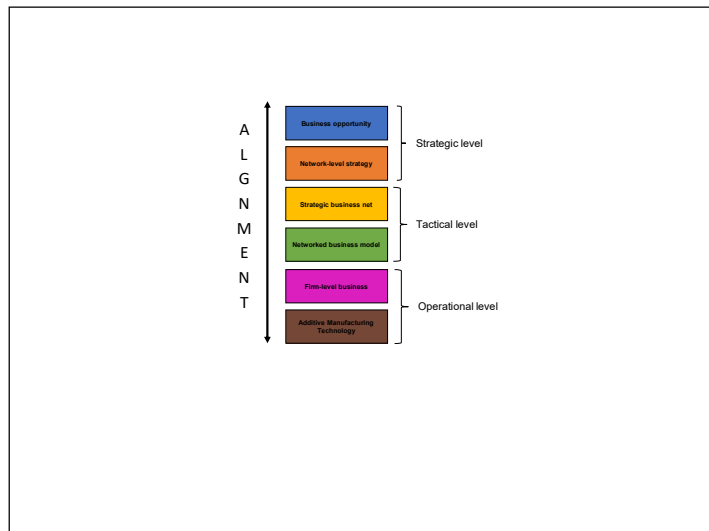 A
L
G
N
M
E
N
T
Business opportunity
Network-level strategy
Strategic level
Strategic business net
Networked business model
Tactical level
Firm-level business
Additive Manufacturing
Technology
Operational level